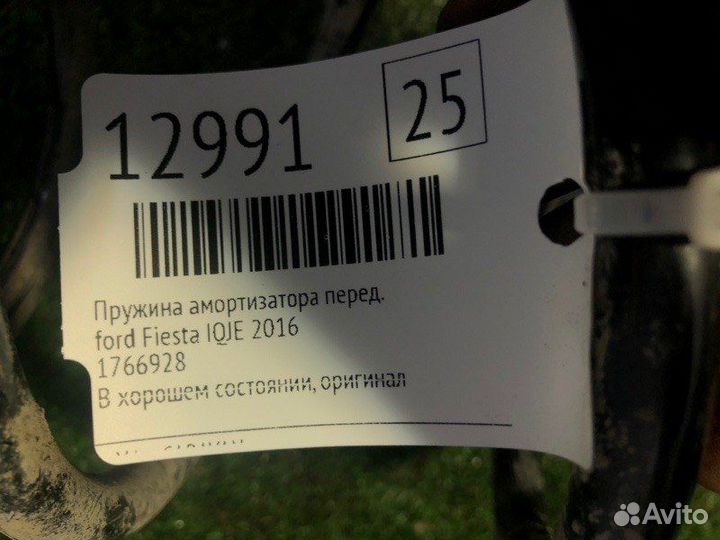 12991
25
Пружина амортизатора перед.
ford Fiesta IQJE 2016
1766928
В хорошем состоянии, оригинал
Avito